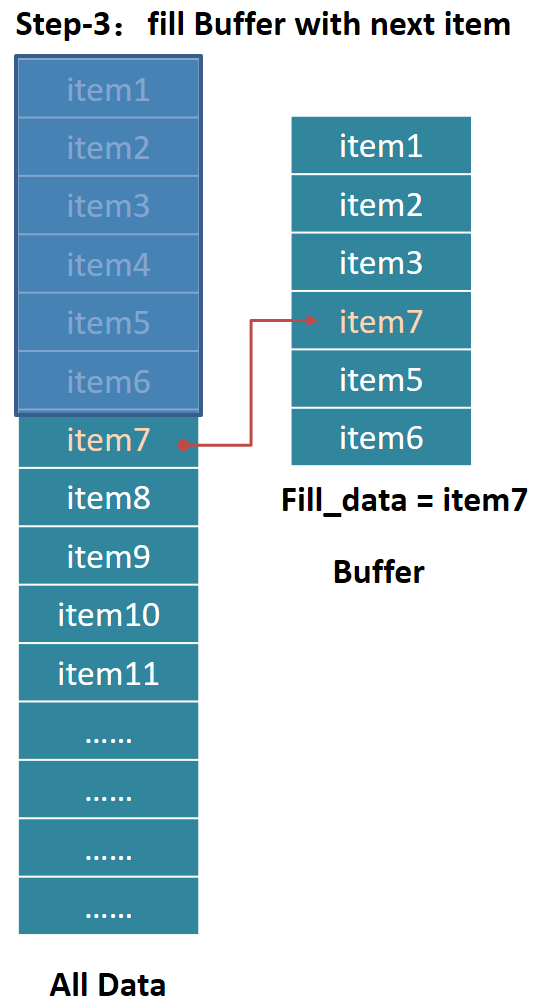 Step-3： fill Buffer with next item
item1
item2
item3
item4
item5
item6
item7
item8
item9
item10
item11
......
......
......
......
All Data
item1
item2
item3
item7
item5
item6
Fill_data = item7
Buffer